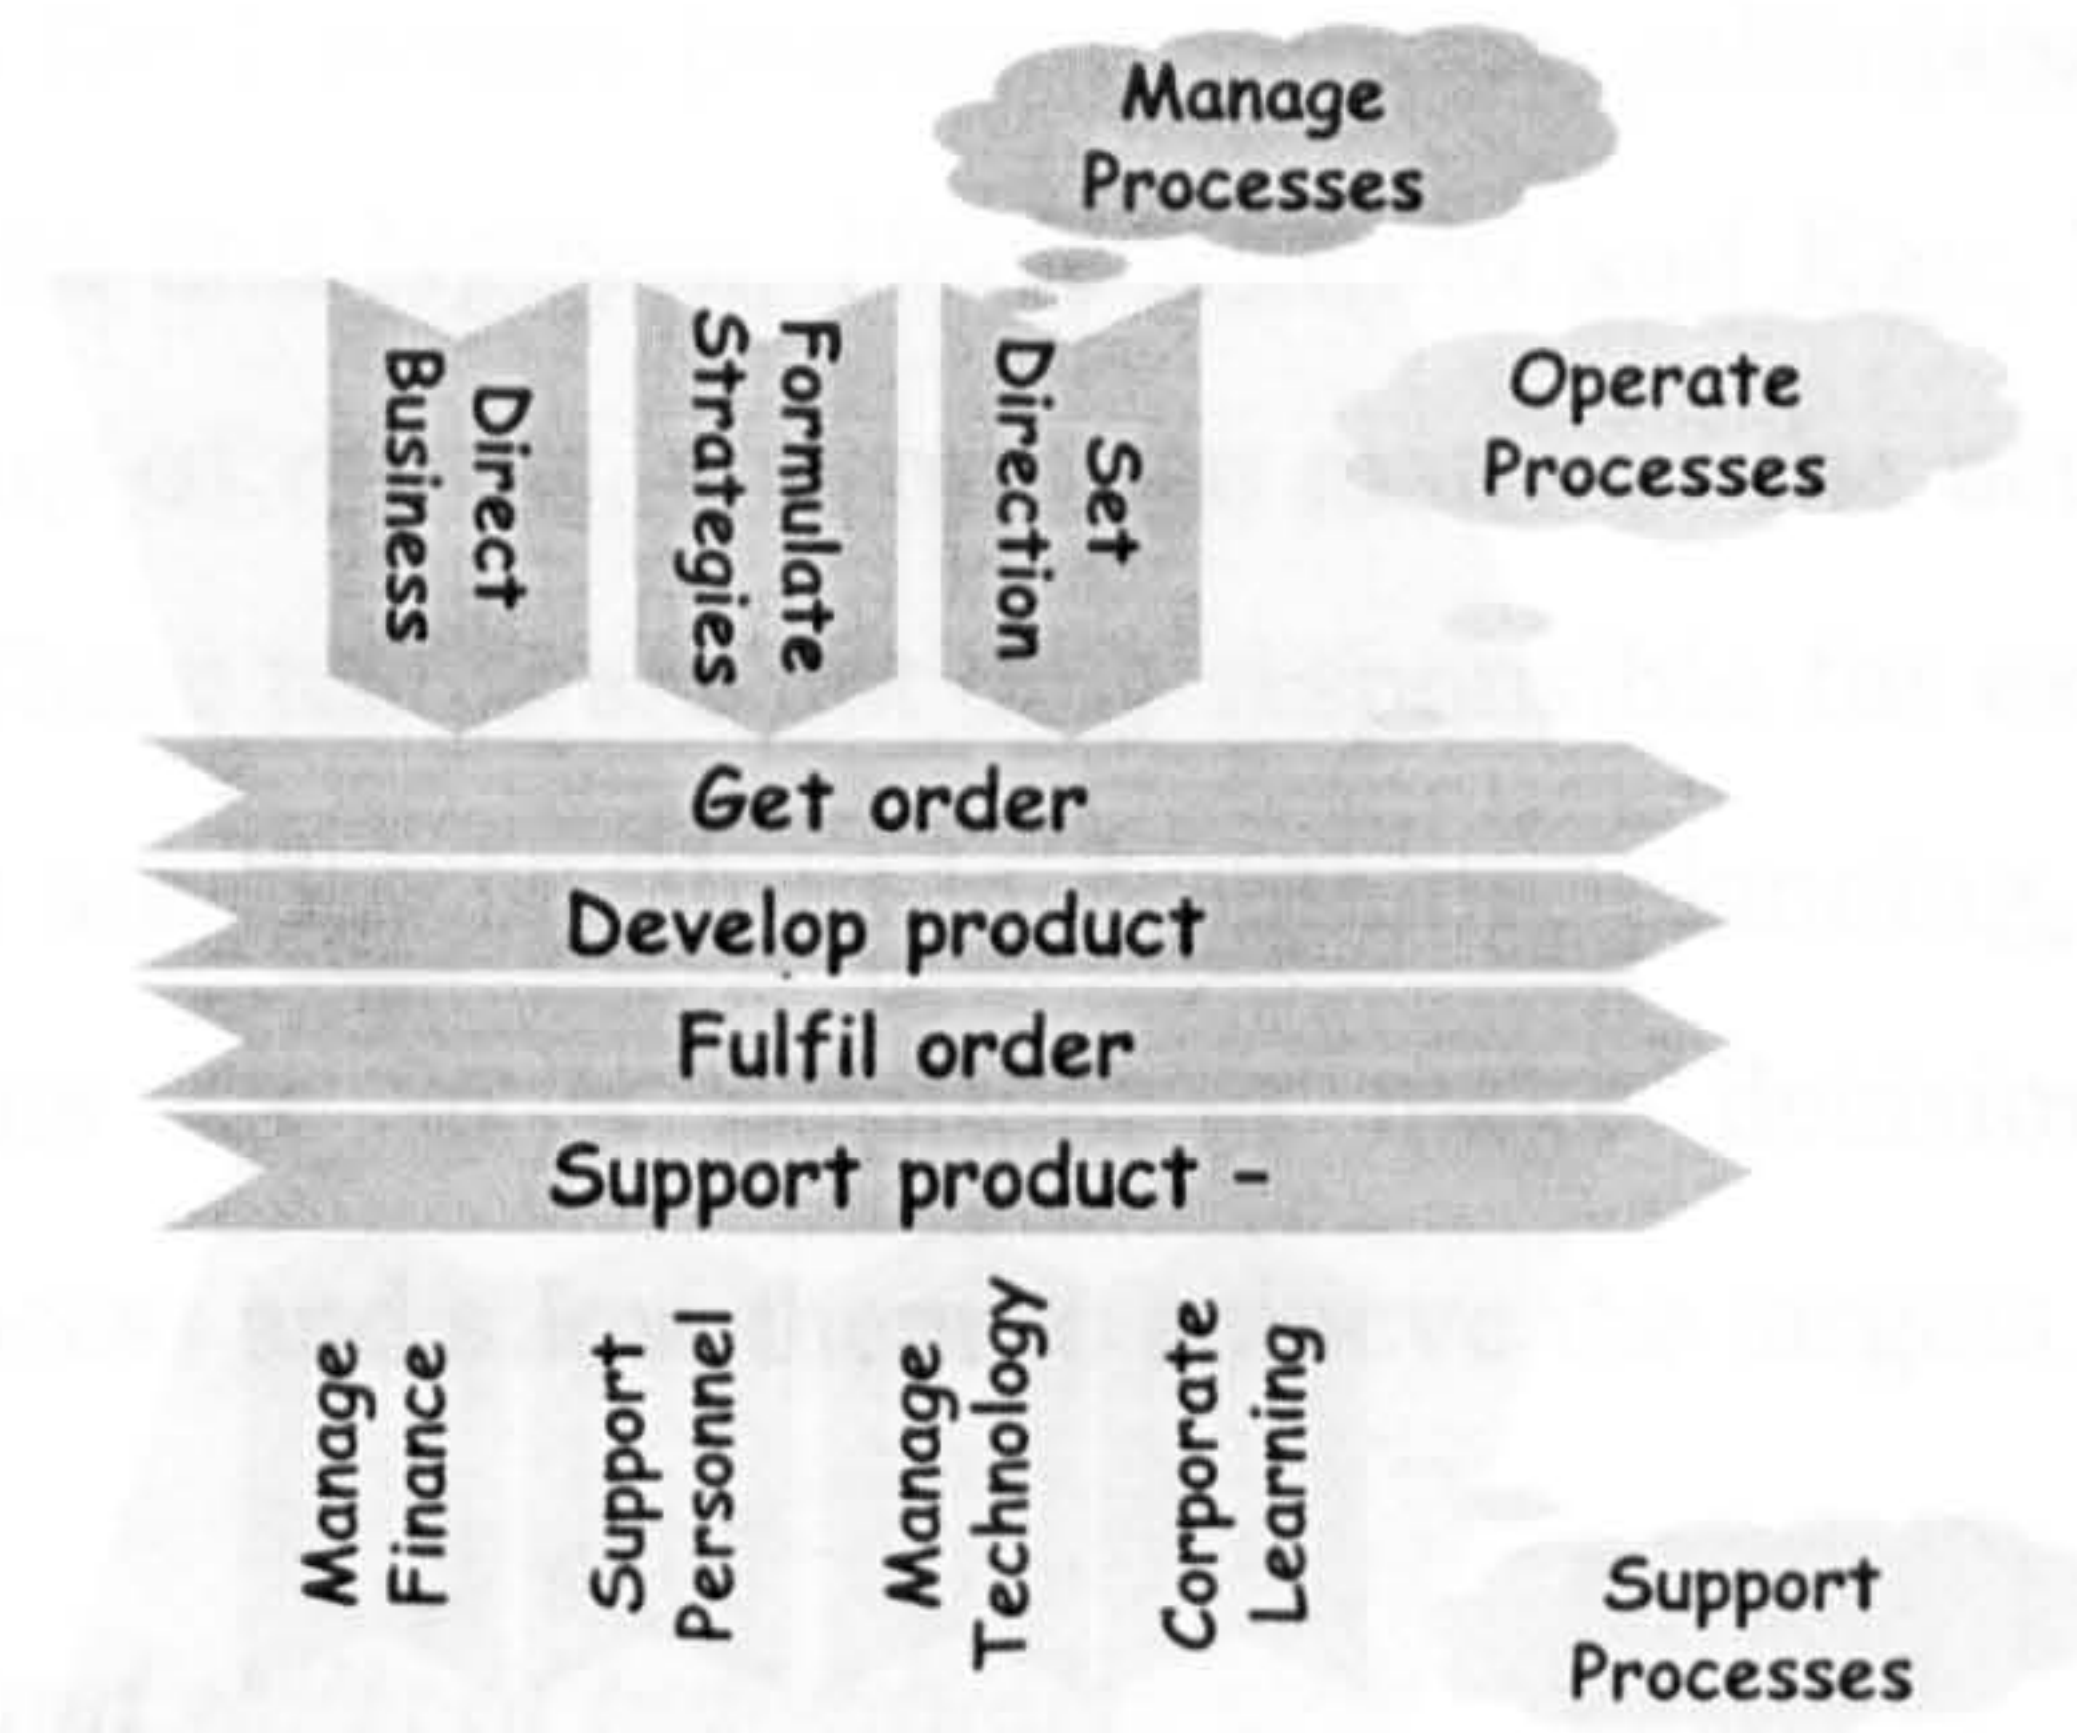 Manage
Processes
Operate
Processes
Direct
Business
Formulate
Strategies
Set
Direction
Get order
Develop product
Fulfil order
Support product -
Manage
Finance
Support
Personnel
Manage
Technology
Corporate
Learning
Support
Processes